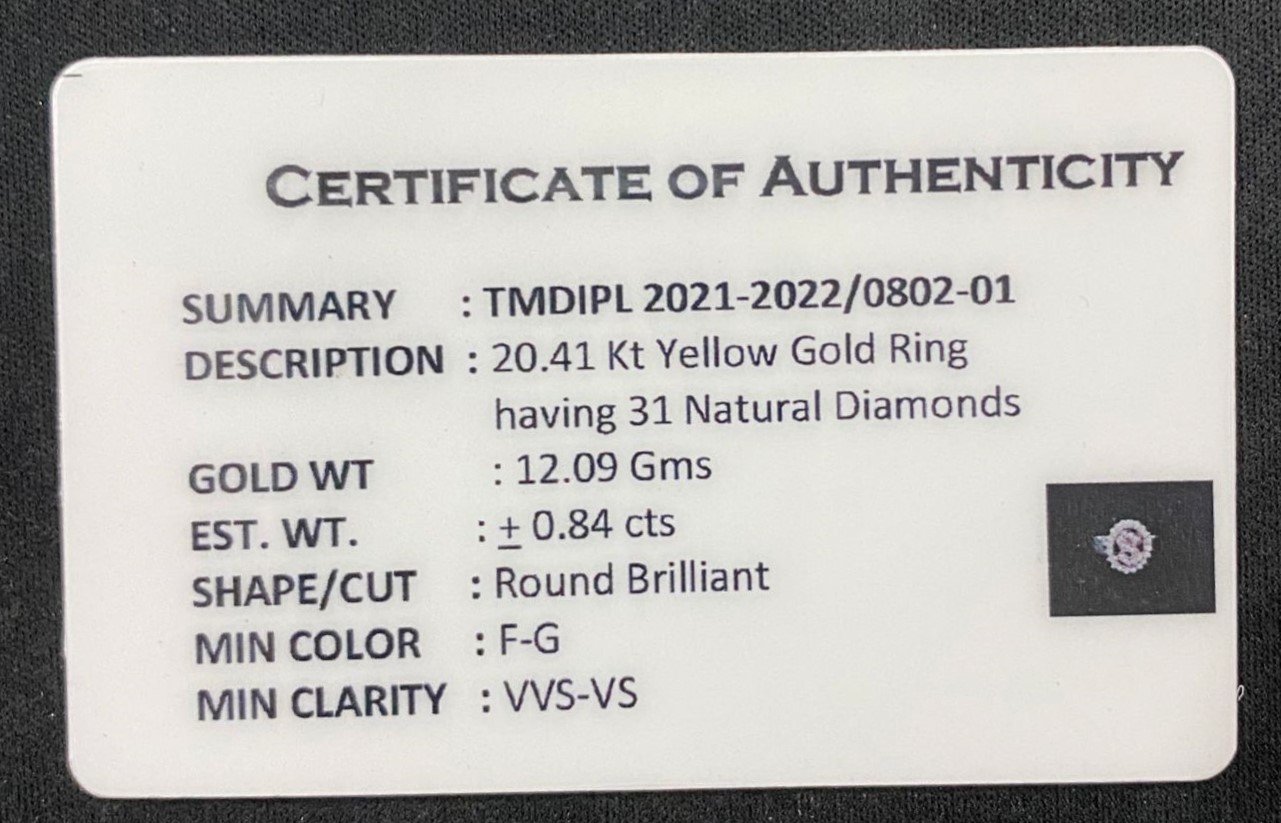 CERTIFICATE OF AUTHENTICITY
SUMMARY : TMDIPL 2021-2022/0802-01
DESCRIPTION : 20.41 Kt Yellow Gold Ring
having 31 Natural Diamonds
GOLD WT : 12.09 Gms
EST. WT. : ± 0.84 cts
SHAPE/CUT : Round Brilliant
MIN COLOR : F-G
MIN CLARITY : VVS-VS